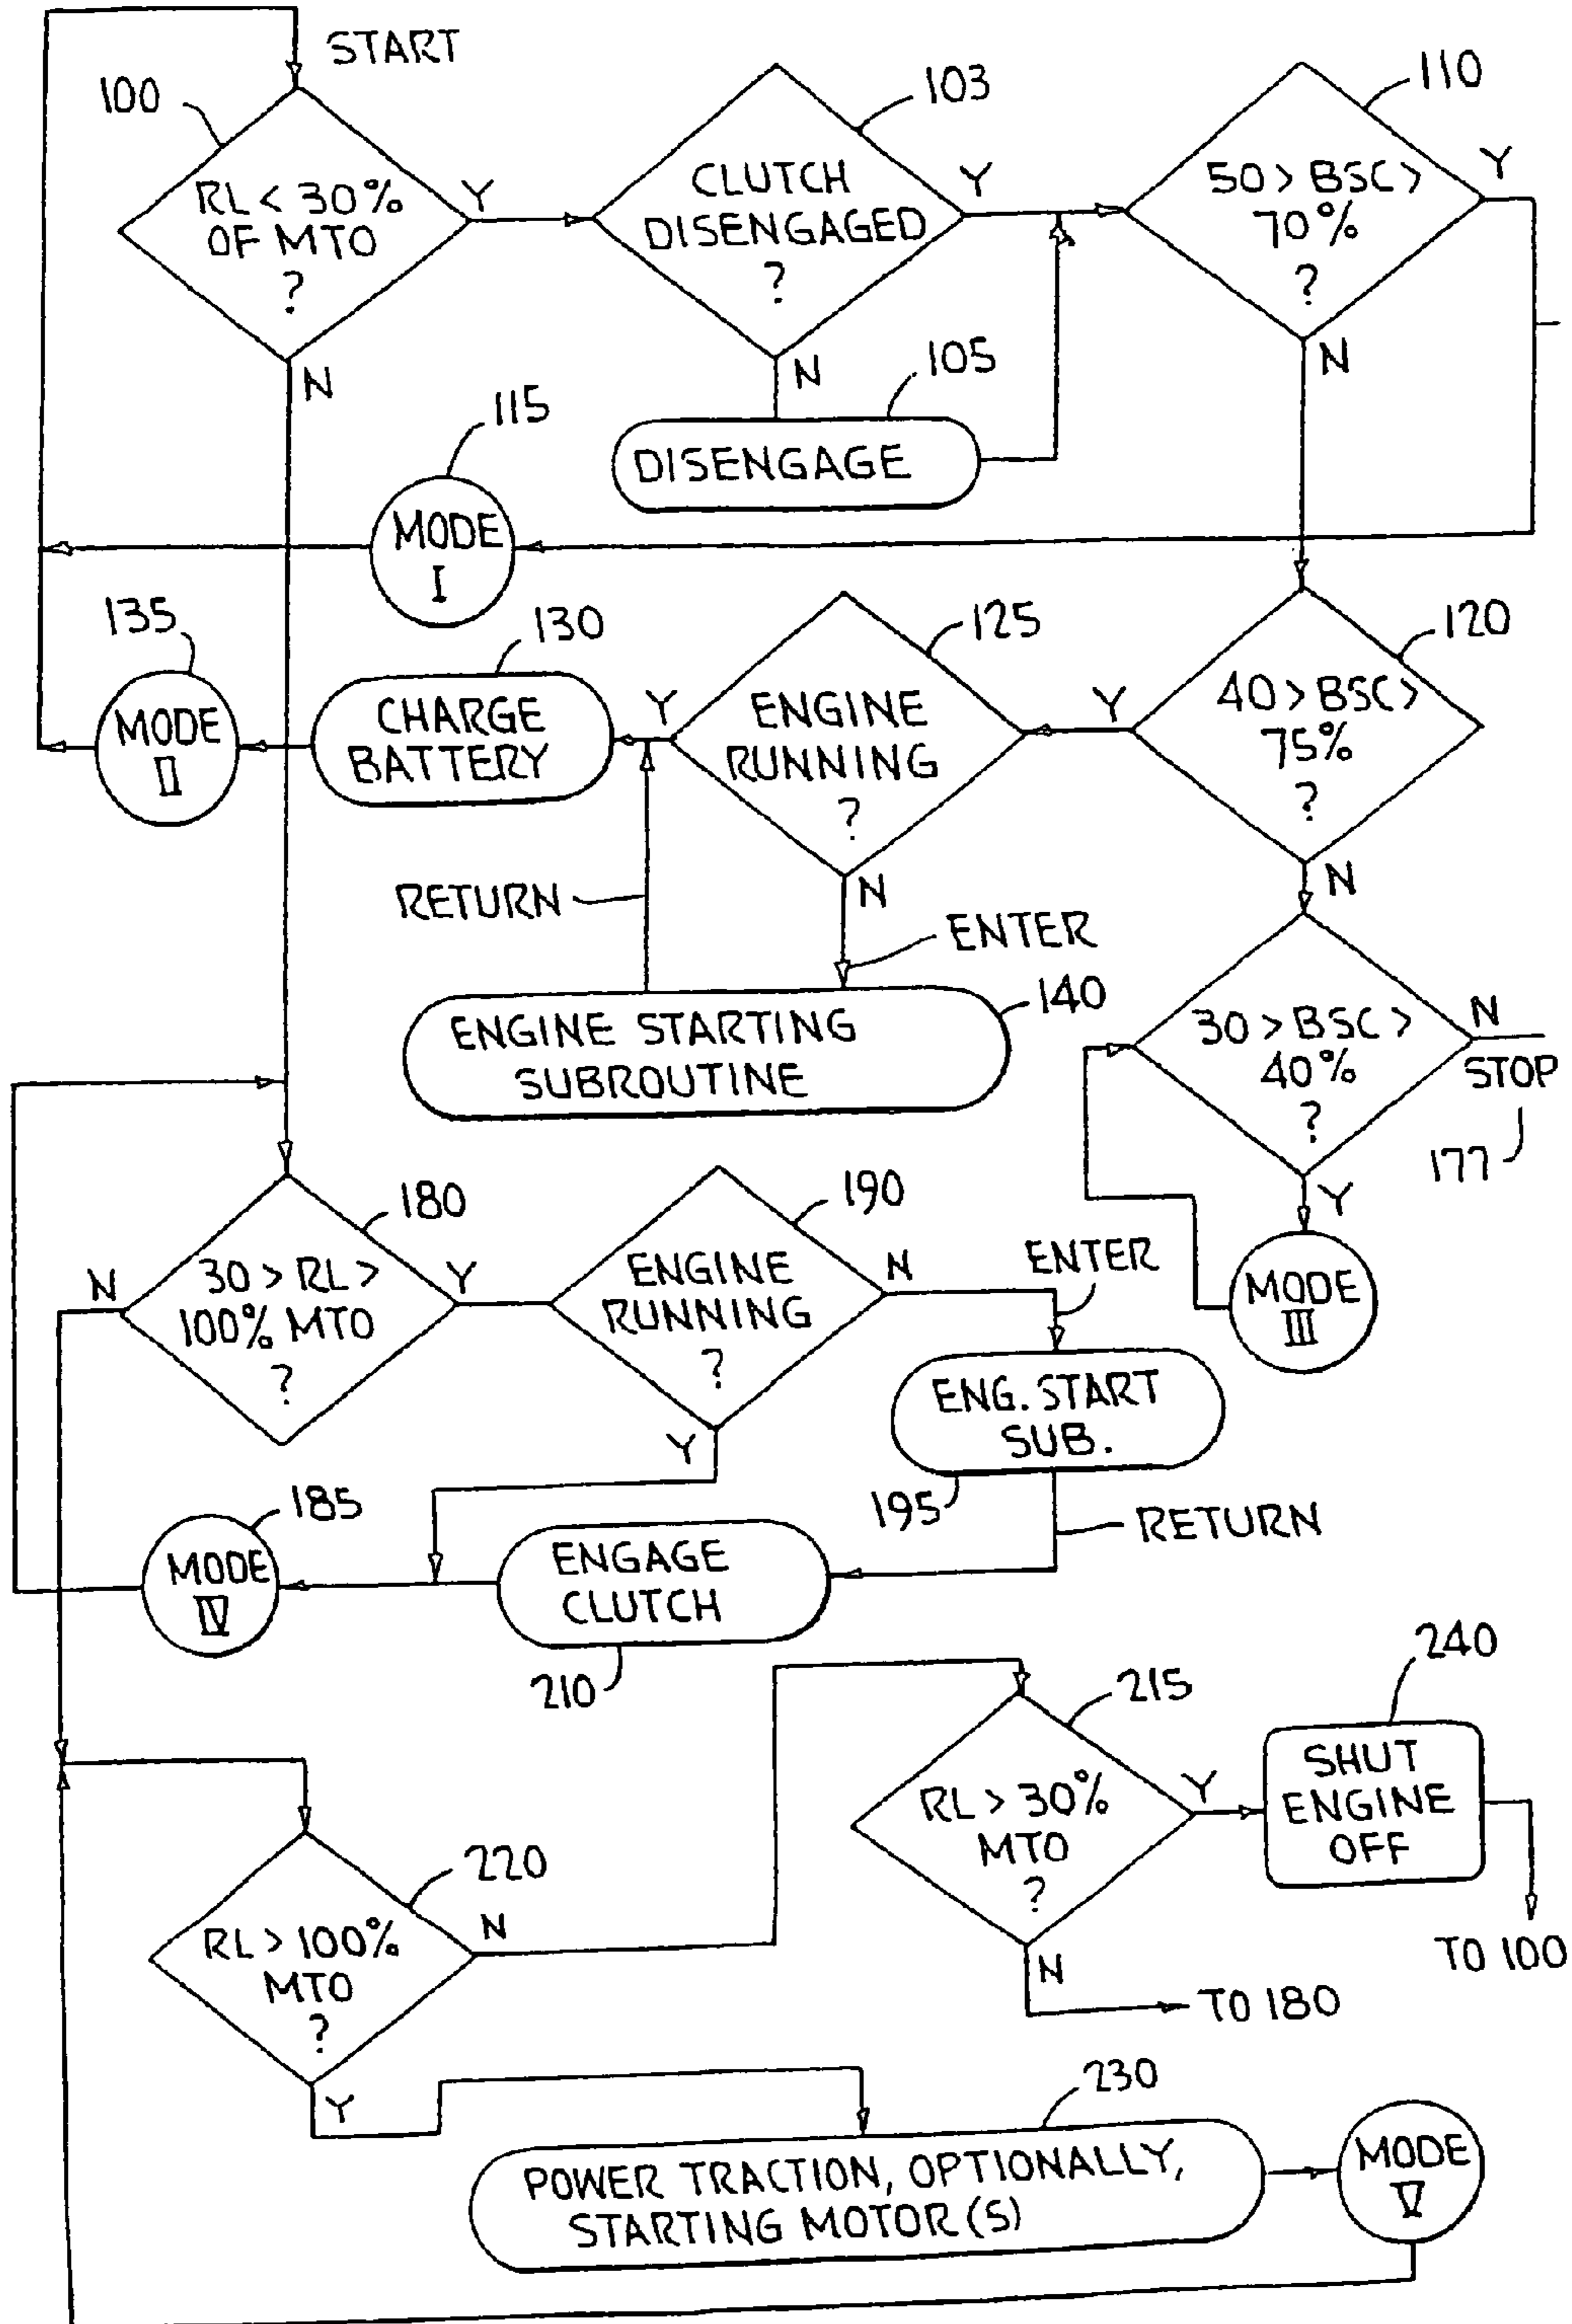 START
100
RL < 30%
OF MTO
?
Y
N
103
CLUTCH
DISENGAGED
?
Y
N
105
DISENGAGE
110
50 > BSC >
70%
?
Y
N
115
MODE
I
120
40 > BSC >
75%
?
Y
N
125
ENGINE
RUNNING
?
Y
N
130
CHARGE
BATTERY
135
MODE
II
RETURN
ENTER
140
ENGINE STARTING
SUBROUTINE
30 > BSC >
40%
?
N
STOP
177
Y
MODE
III
180
30 > RL >
100% MTO
?
N
Y
190
ENGINE
RUNNING
?
N
Y
ENTER
ENG. START
SUB.
195
RETURN
185
MODE
IV
ENGAGE
CLUTCH
210
215
RL > 30%
MTO
?
Y
N
TO 180
240
SHUT
ENGINE
OFF
TO 100
220
RL > 100%
MTO
?
N
Y
230
POWER TRACTION, OPTIONALLY,
STARTING MOTOR(S)
MODE
V